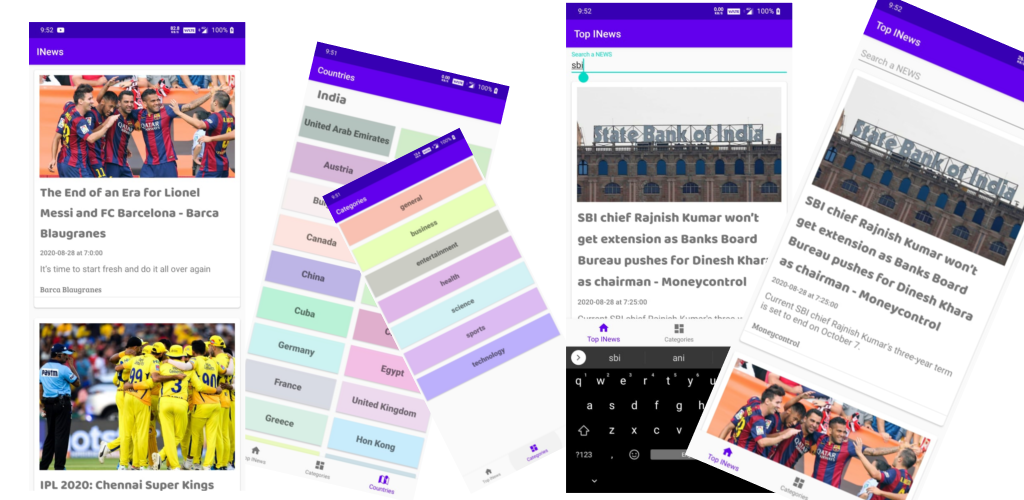 9:52
100%
INews
The End of an Era for Lionel
Messi and FC Barcelona - Barca
Blaugranes
2020-08-28 at 7:0:00
It's time to start fresh and do it all over again
Barca Blaugranes
IPL 2020: Chennai Super Kings
9:51
0.00
100%
Countries
India
United Arab Emirates
Austria
Canada
China
Cuba
Germany
Egypt
France
United Kingdom
Greece
Hon Kong
Top INews
Categories
Countries
9:51
100%
Categories
general
business
entertainment
health
science
sports
technology
Top INews
Categories
9:52
0.00
100%
Top INews
Search a NEWS
sbi
State Bank of India
SBI chief Rajnish Kumar won't
get extension as Banks Board
Bureau pushes for Dinesh Khara
as chairman - Moneycontrol
2020-08-28 at 7:25:00
Current SBI chief Rajnish Kumar's three-y
Top INews
Categories
sbi
ani
q w e r t y u
a s d f g h
z x c v
?123 ,
9:52
Top INews
Search a NEWS
State Bank of India
SBI chief Rajnish Kumar won't
get extension as Banks Board
Bureau pushes for Dinesh Khara
as chairman - Moneycontrol
2020-08-28 at 7:25:00
Current SBI chief Rajnish Kumar's three-year term
is set to end on October 7.
Moneycontrol
Top INews
Categories